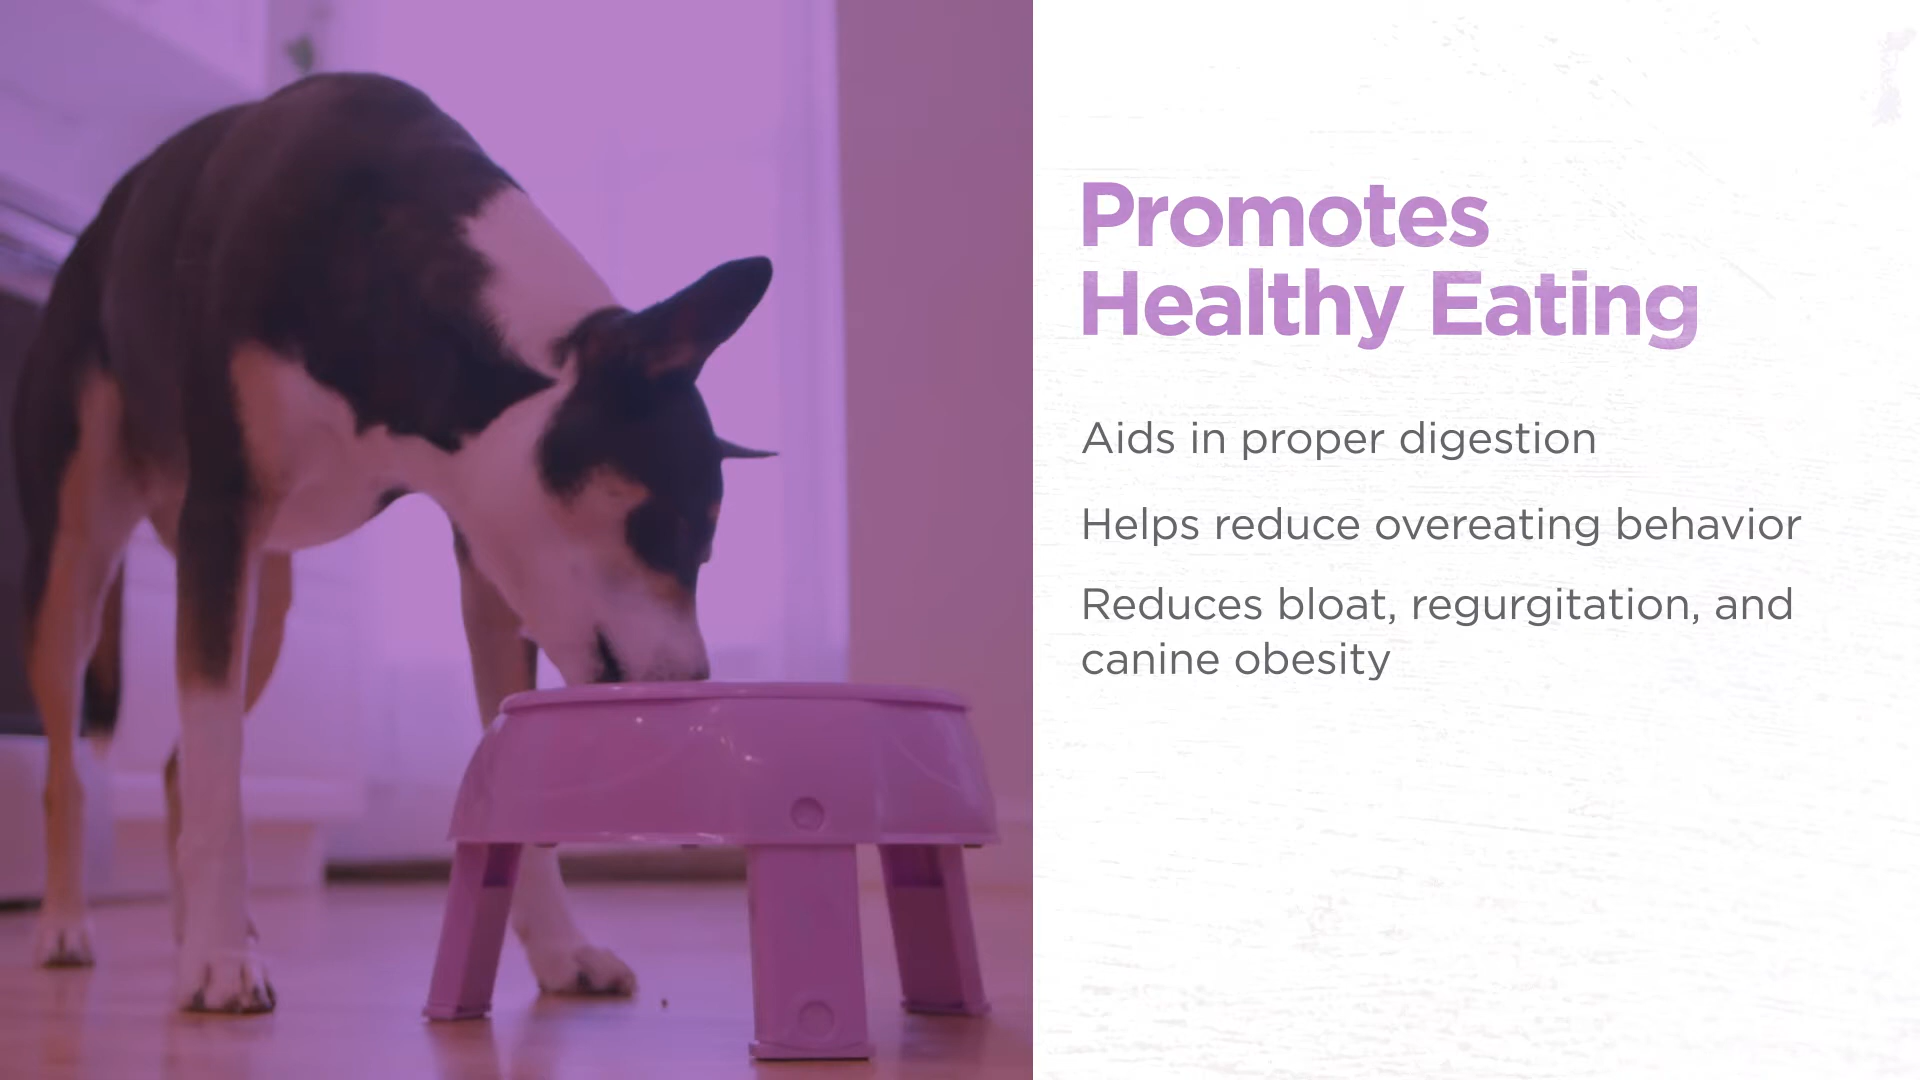 Promotes
Healthy Eating
Aids in proper digestion
Helps reduce overeating behavior
Reduces bloat, regurgitation, and
canine obesity